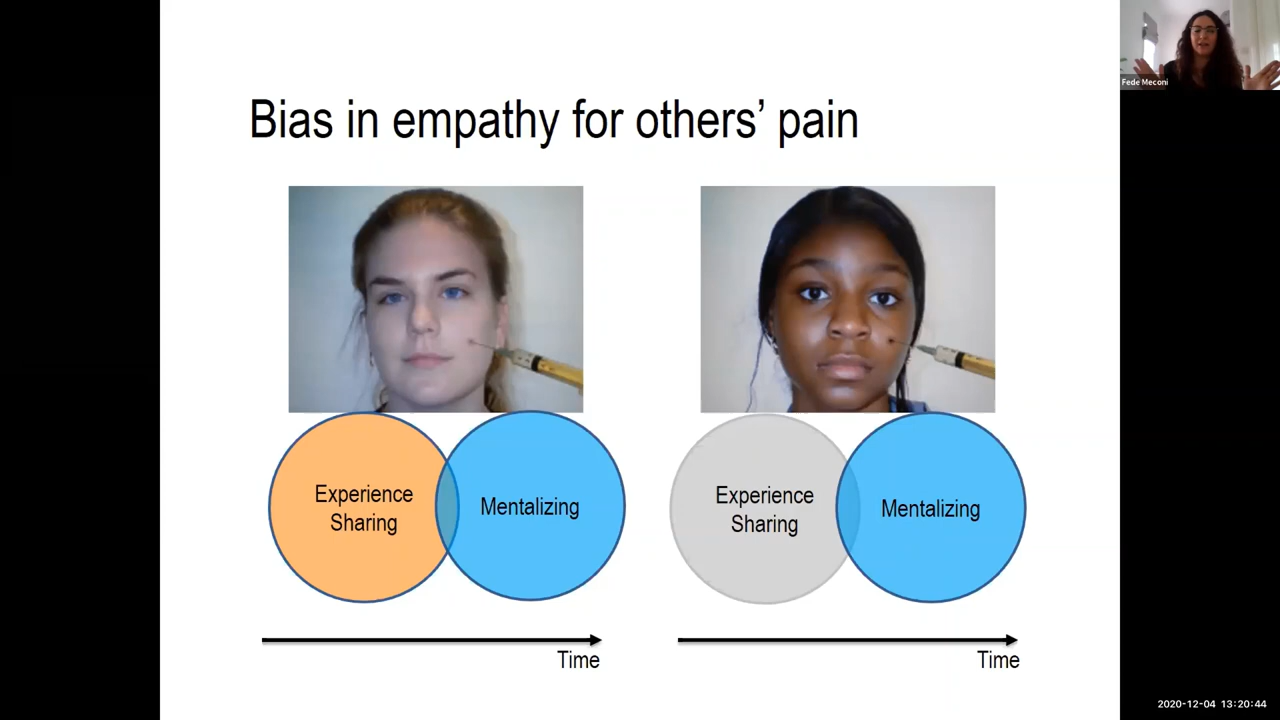 Fede Meconi
Bias in empathy for others’ pain
Experience
Sharing
Mentalizing
Experience
Sharing
Mentalizing
Time
Time
2020-12-04 13:20:44